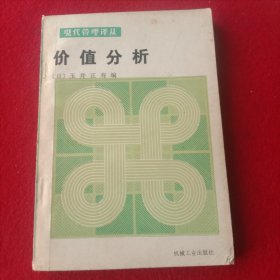 现代管理译丛
价值分析
〔日〕玉井正寿编
机械工业出版社